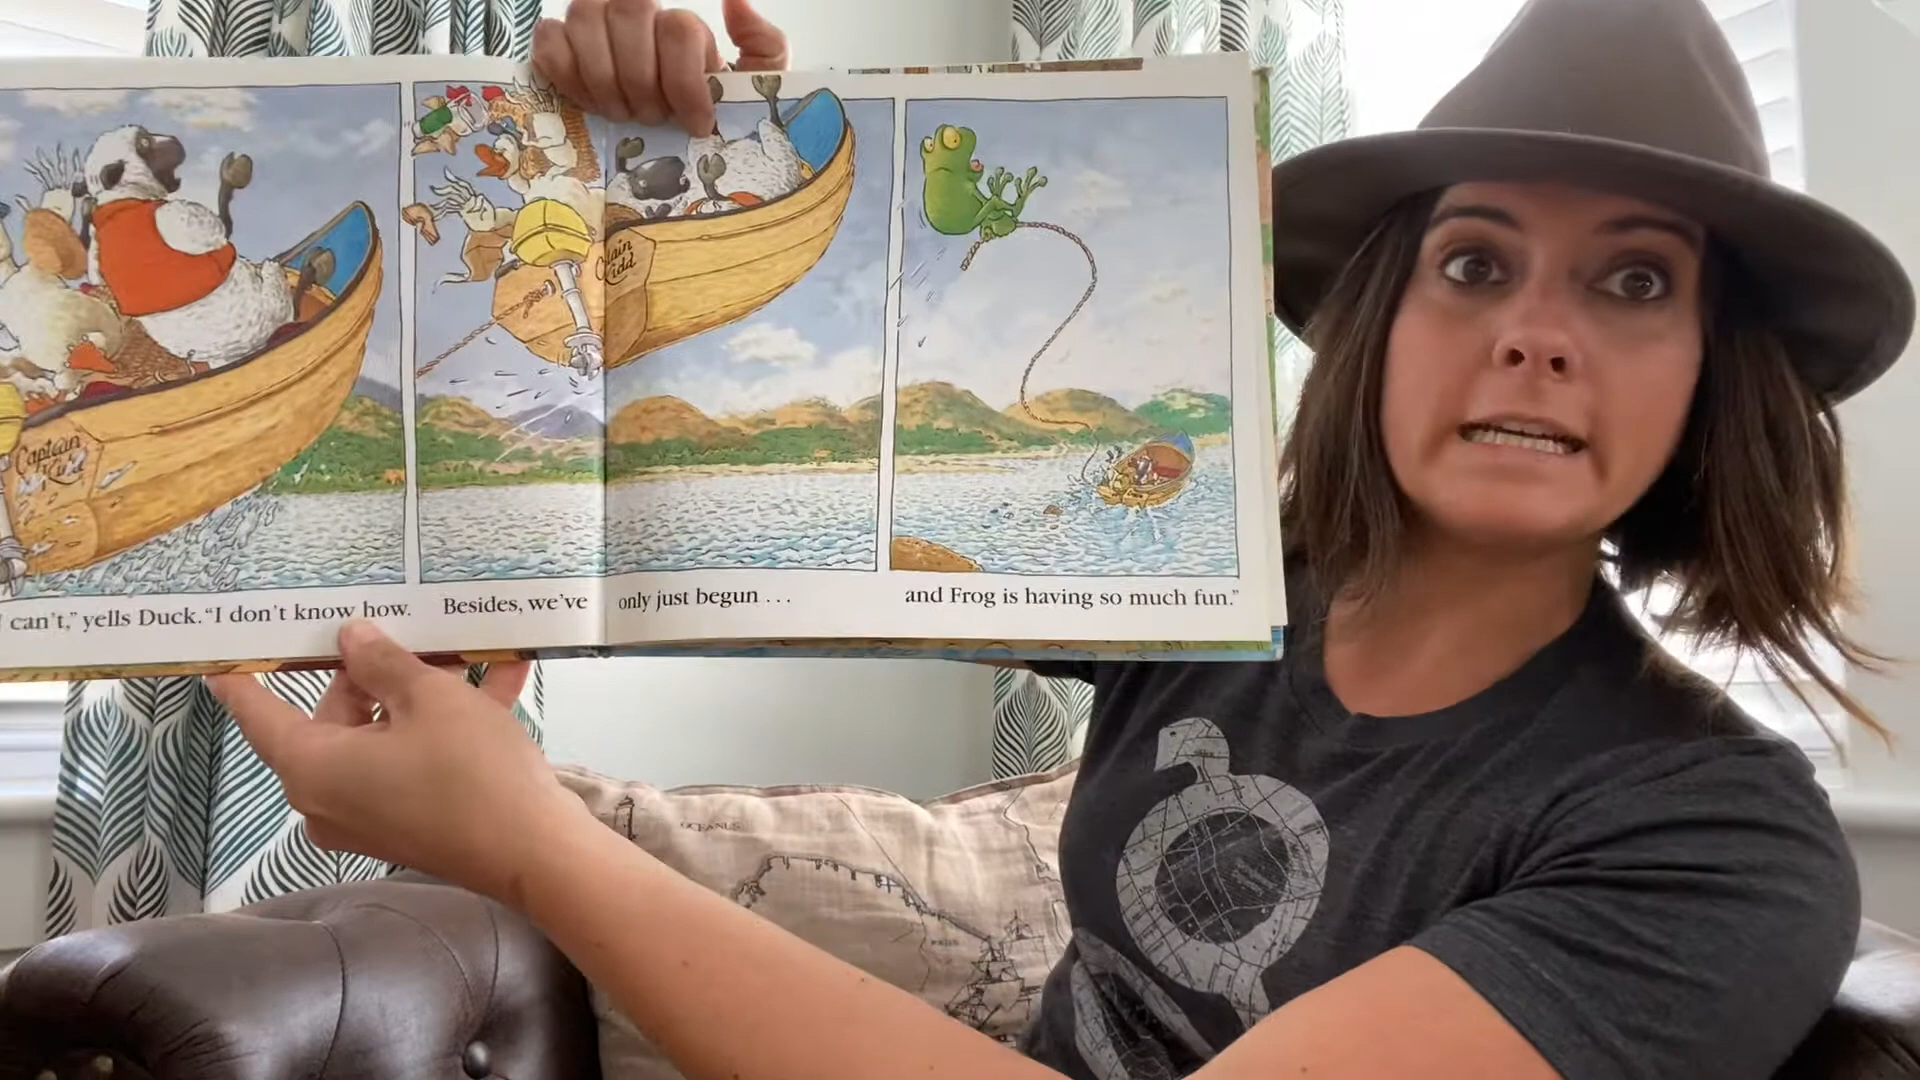 Captain
Kidd
Captain
Kidd
can't," yells Duck. "I don't know how.
Besides, we've only just begun . . .
and Frog is having so much fun."
OCEANUS